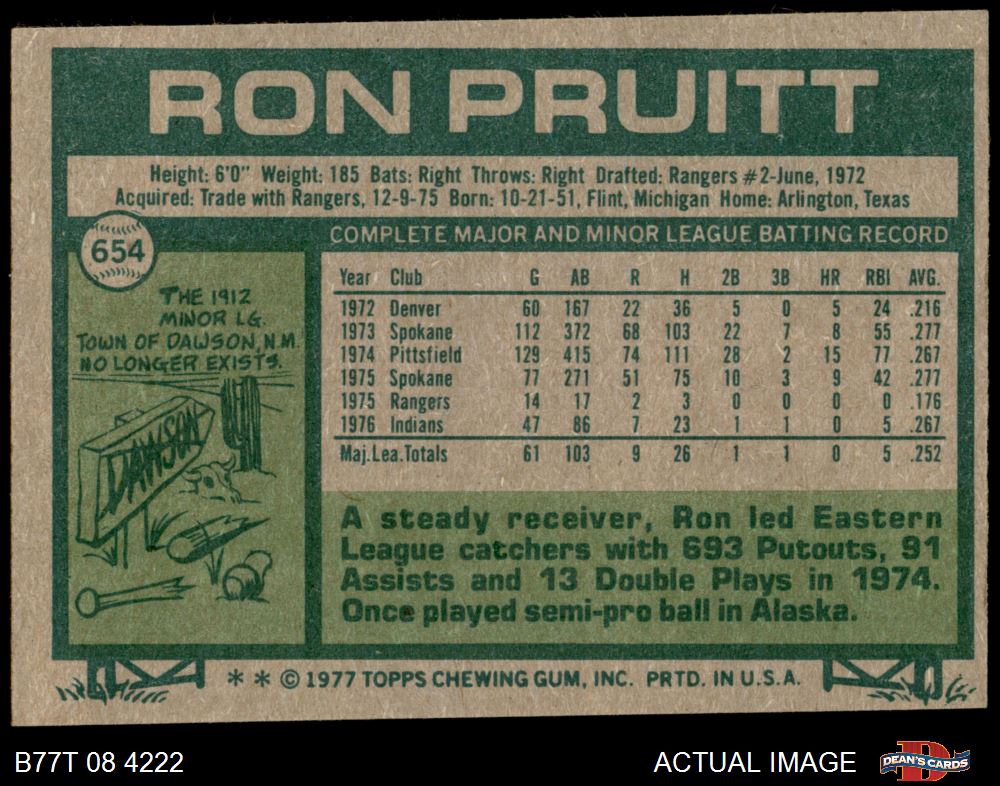 RON PRUITT
Height: 6'0" Weight: 185 Bats: Right Throws: Right Drafted: Rangers #2-June, 1972
Acquired: Trade with Rangers, 12-9-75 Born: 10-21-51, Flint, Michigan Home: Arlington, Texas
654
COMPLETE MAJOR AND MINOR LEAGUE BATTING RECORD
THE 1912
MINOR LG.
TOWN OF DAWSON, N.M.
NO LONGER EXISTS.
DAWSON
Year Club G AB R H 2B 3B HR RBI AVG.
1972 Denver 60 167 22 36 5 0 5 24 .216
1973 Spokane 112 372 68 103 22 7 8 55 .277
1974 Pittsfield 129 415 74 111 28 2 15 77 .267
1975 Spokane 77 271 51 75 10 3 9 42 .277
1975 Rangers 14 17 2 3 0 0 0 0 .176
1976 Indians 47 86 7 23 1 1 0 5 .267
Maj.Lea.Totals 61 103 9 26 1 1 0 5 .252
A steady receiver, Ron led Eastern
League catchers with 693 Putouts, 91
Assists and 13 Double Plays in 1974.
Once played semi-pro ball in Alaska.
* * © 1977 TOPPS CHEWING GUM, INC. PRTD. IN U.S.A.
B77T 08 4222
ACTUAL IMAGE
D
DEAN'S CARDS